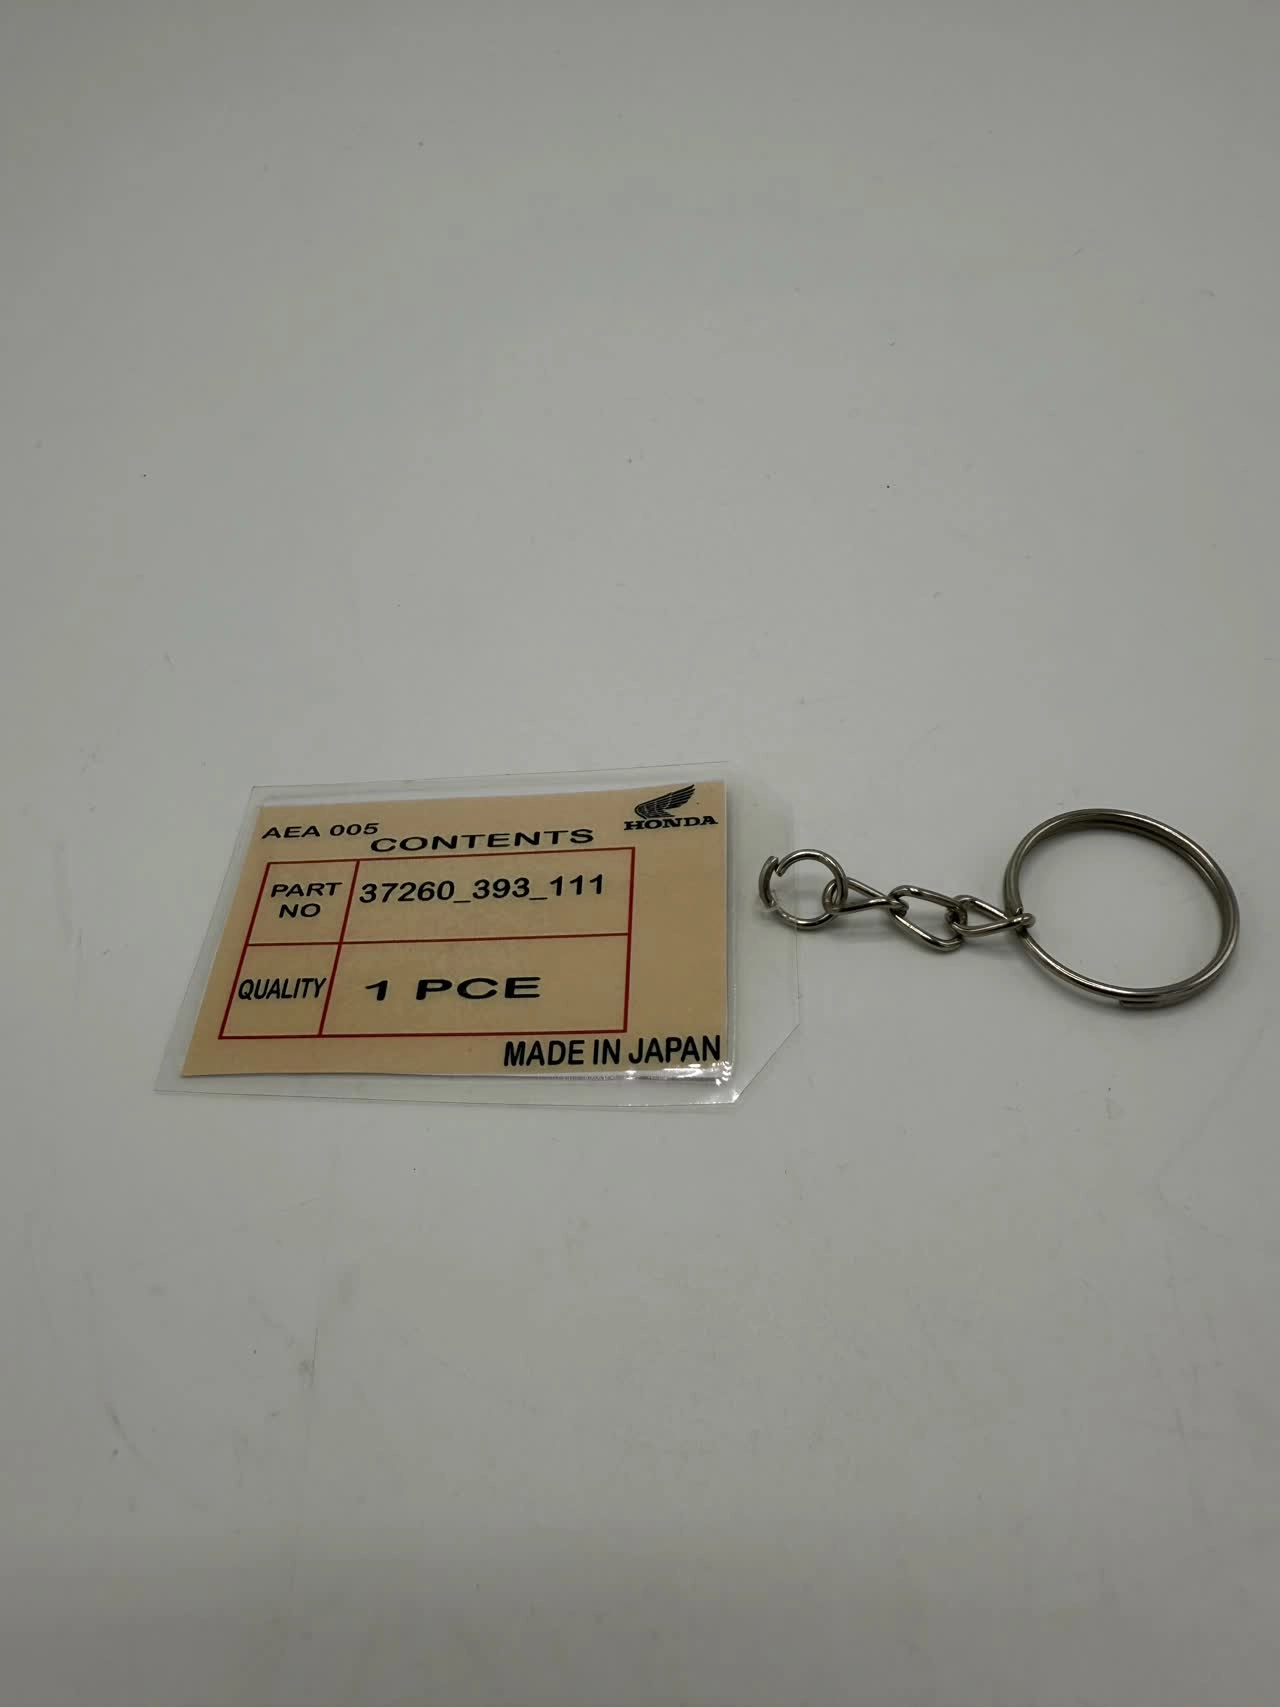 AEA 005
CONTENTS
HONDA
PART NO
37260_393_111
QUALITY
1 PCE
MADE IN JAPAN